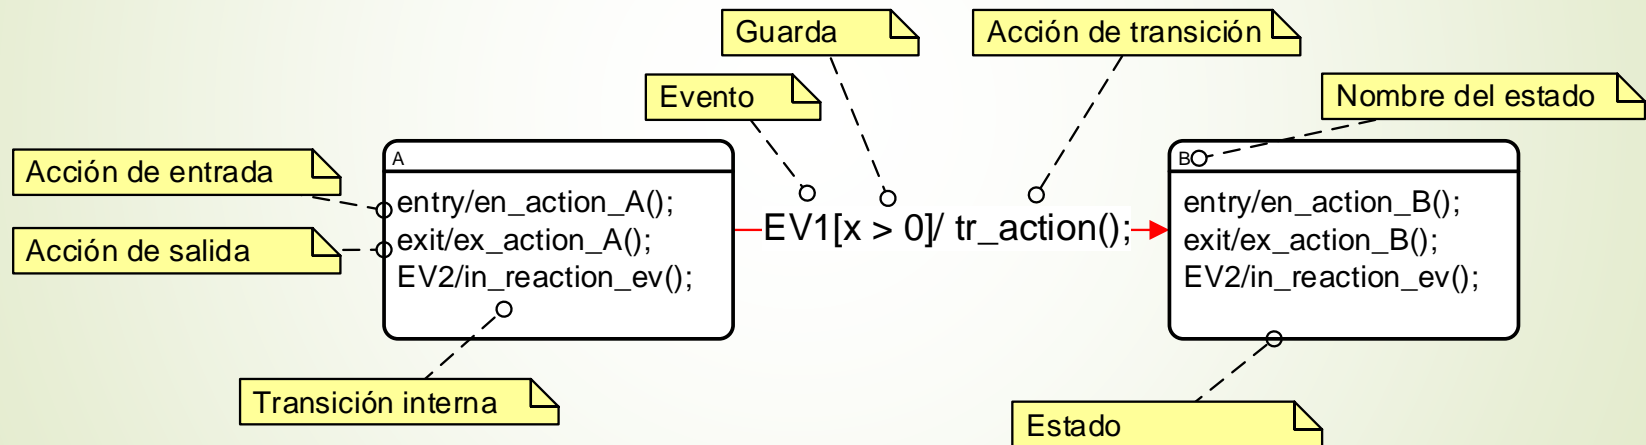 Guarda
Acción de transición
Evento
Nombre del estado
Acción de entrada
Acción de salida
A
entry/en_action_A();
exit/ex_action_A();
EV2/in_reaction_ev();
EV1[x > 0]/ tr_action();
B
entry/en_action_B();
exit/ex_action_B();
EV2/in_reaction_ev();
Transición interna
Estado